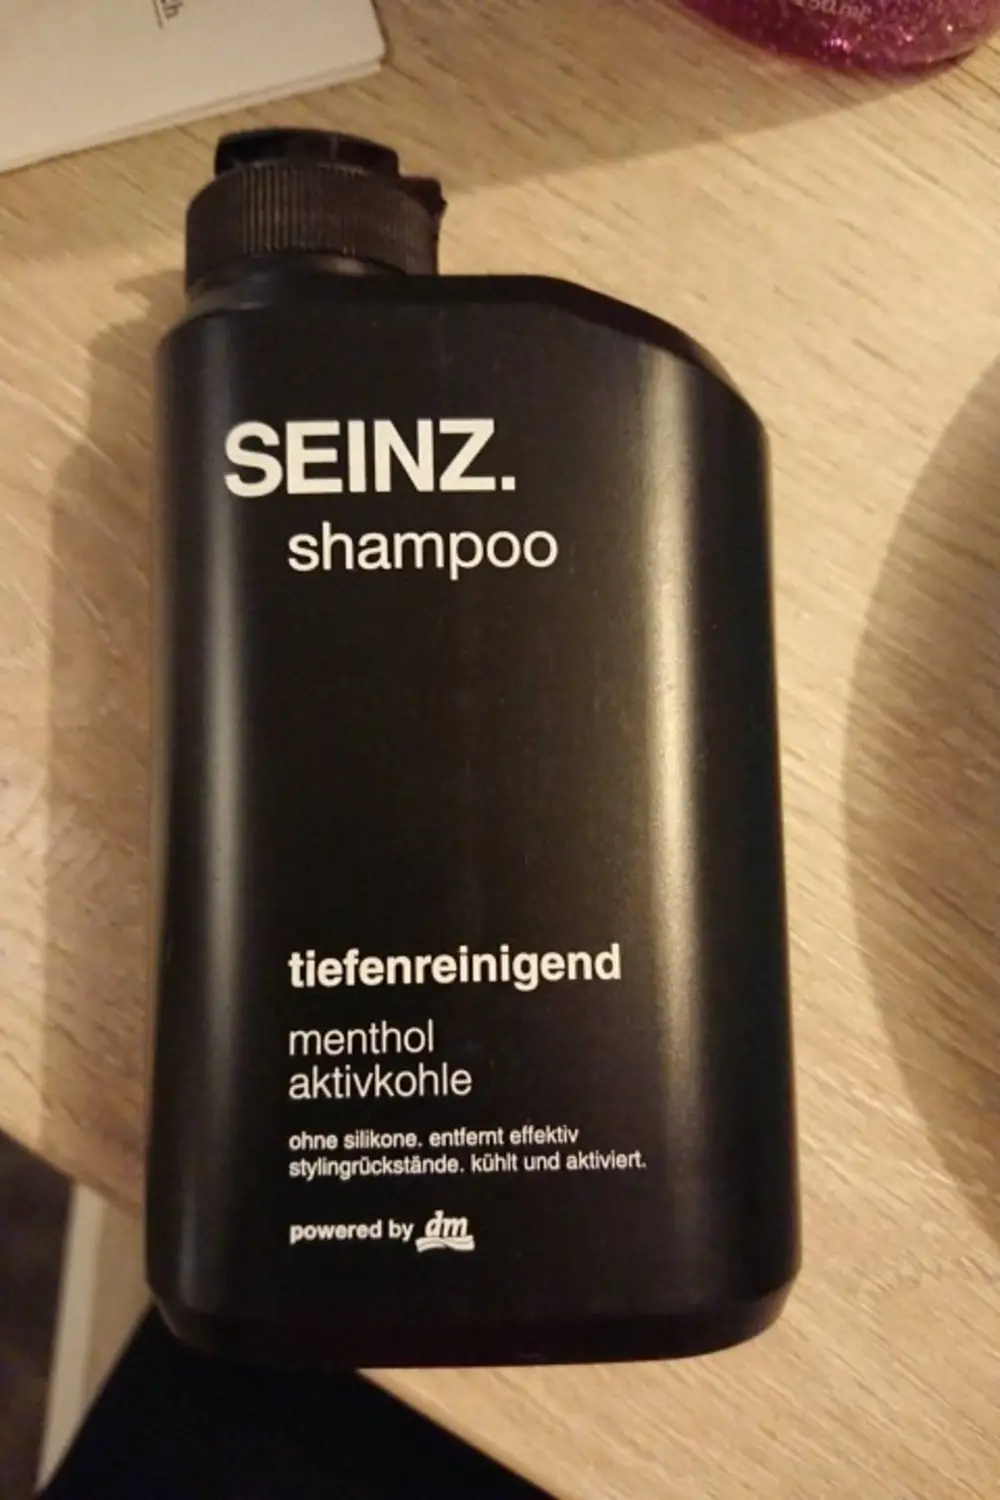 SEINZ.
shampoo
tiefenreinigend
menthol
aktivkohle
ohne silikone. entfernt effektiv
stylingrückstände. kühlt und aktiviert.
powered by dm